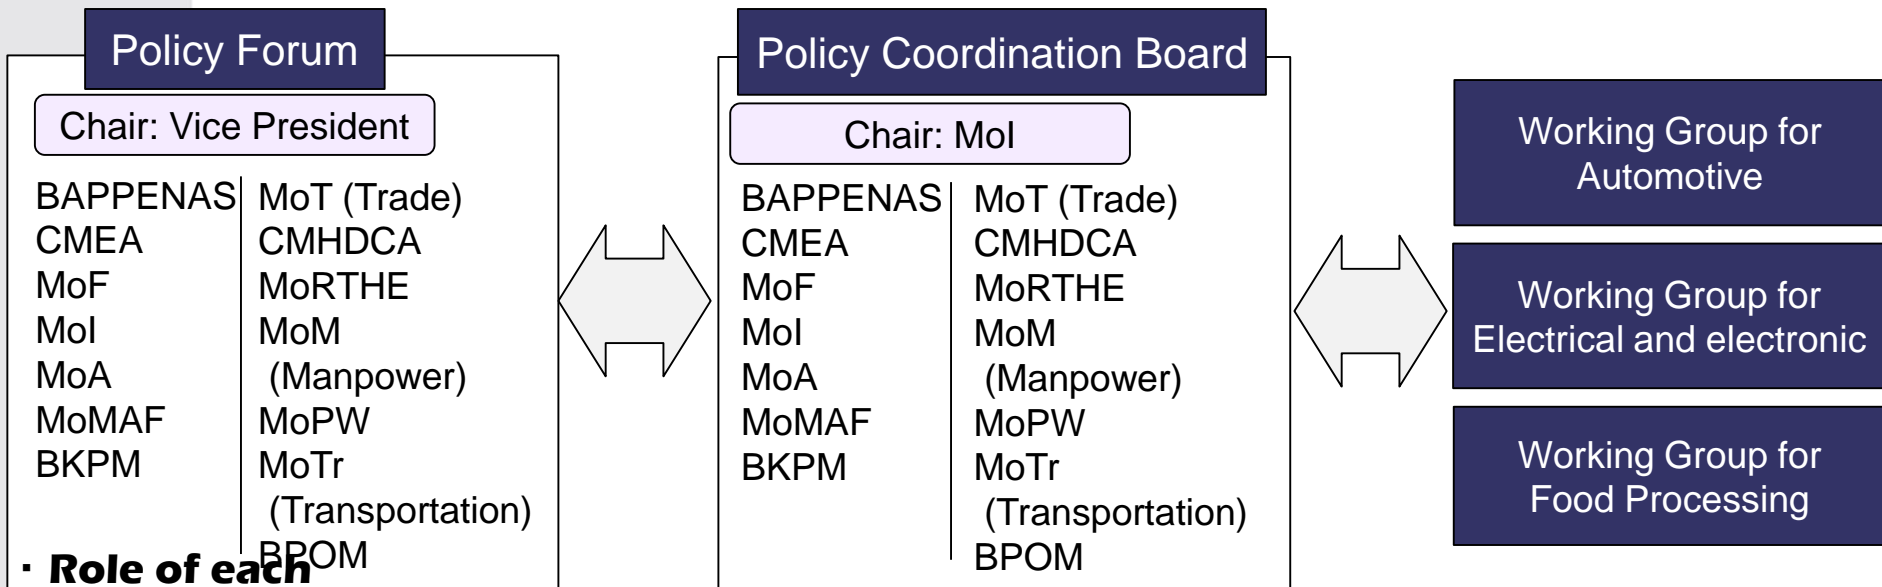 Policy Forum
Chair: Vice President
BAPPENAS
CMEA
MoF
MoI
MoA
MoMAF
BKPM
MoT (Trade)
CMHDCA
MoRTHE
MoM
(Manpower)
MoPW
MoTr
(Transportation)
BPOM
Policy Coordination Board
Chair: MoI
BAPPENAS
CMEA
MoF
MoI
MoA
MoMAF
BKPM
MoT (Trade)
CMHDCA
MoRTHE
MoM
(Manpower)
MoPW
MoTr
(Transportation)
BPOM
Working Group for
Automotive
Working Group for
Electrical and electronic
Working Group for
Food Processing
· Role of each